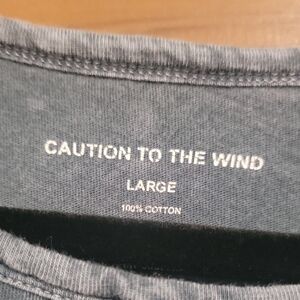 CAUTION TO THE WIND
LARGE
100% COTTON